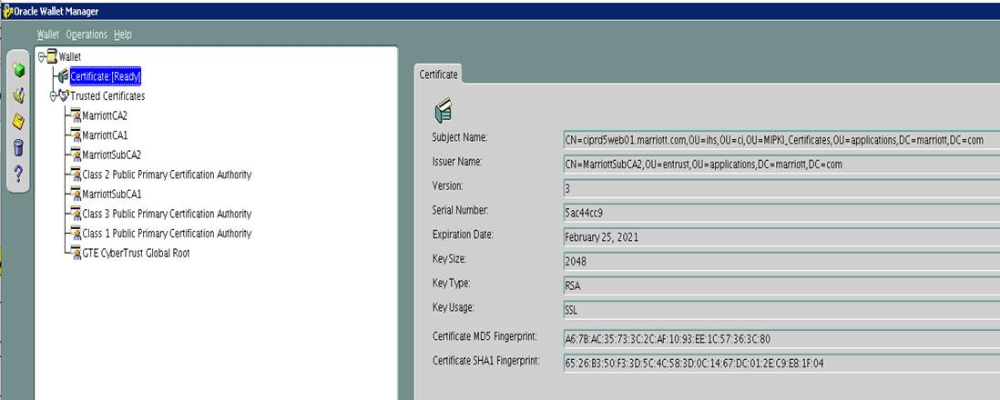 Oracle Wallet Manager
Wallet Operations Help
Wallet
Certificate:[Ready]
Trusted Certificates
MarriottCA2
MarriottCA1
MarriottSubCA2
Class 2 Public Primary Certification Authority
MarriottSubCA1
Class 3 Public Primary Certification Authority
Class 1 Public Primary Certification Authority
GTE CyberTrust Global Root
Certificate
Subject Name: CN=ciprd5web01.marriott.com,OU=ihs,OU=ci,OU=MIPKI_Certificates,OU=applications,DC=marriott,DC=com
Issuer Name: CN=MarriottSubCA2,OU=entrust,OU=applications,DC=marriott,DC=com
Version: 3
Serial Number: 5ac44cc9
Expiration Date: February 25, 2021
Key Size: 2048
Key Type: RSA
Key Usage: SSL
Certificate MD5 Fingerprint: A6:7B:AC:35:73:3C:2C:AF:10:93:EE:1C:57:36:3C:80
Certificate SHA1 Fingerprint: 65:26:B3:50:F3:3D:5C:4C:58:3D:0C:14:67:DC:01:2E:C9:E8:1F:04